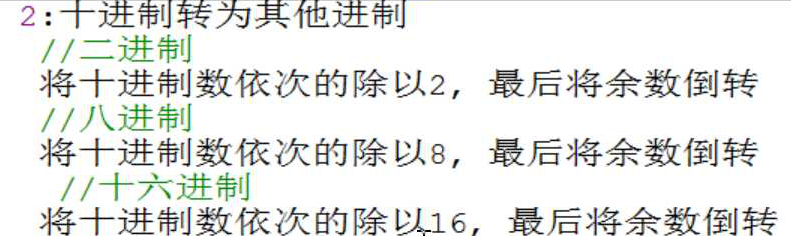 2:十进制转为其他进制
//二进制
将十进制数依次的除以2, 最后将余数倒转
//八进制
将十进制数依次的除以8, 最后将余数倒转
//十六进制
将十进制数依次的除以16, 最后将余数倒转